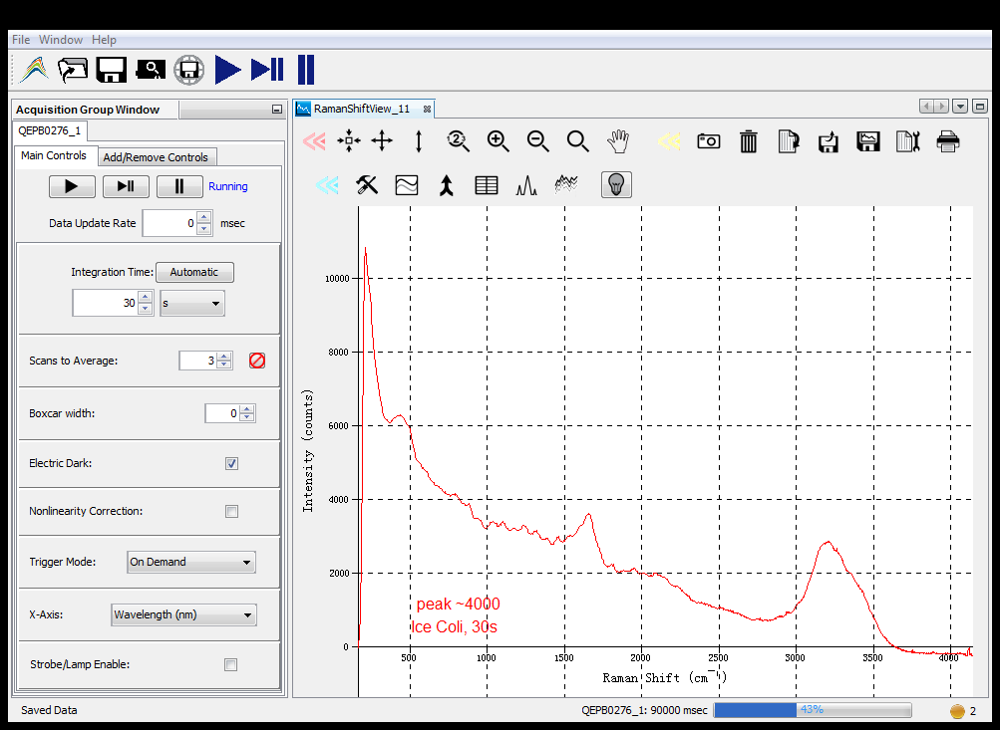 File Window Help
Acquisition Group Window
QEPB0276_1
Main Controls Add/Remove Controls
Running
Data Update Rate 0 msec
Integration Time: Automatic
30 s
Scans to Average: 3
Boxcar width: 0
Electric Dark:
Nonlinearity Correction:
Trigger Mode: On Demand
X-Axis: Wavelength (nm)
Strobe/Lamp Enable:
RamanShiftView_11
2
Intensity (counts)
10000
8000
6000
4000
2000
0
peak ~4000
Ice Coli, 30s
500 1000 1500 2000 2500 3000 3500 4000
Raman Shift (cm⁻¹)
Saved Data
QEPB0276_1: 90000 msec 43% 2